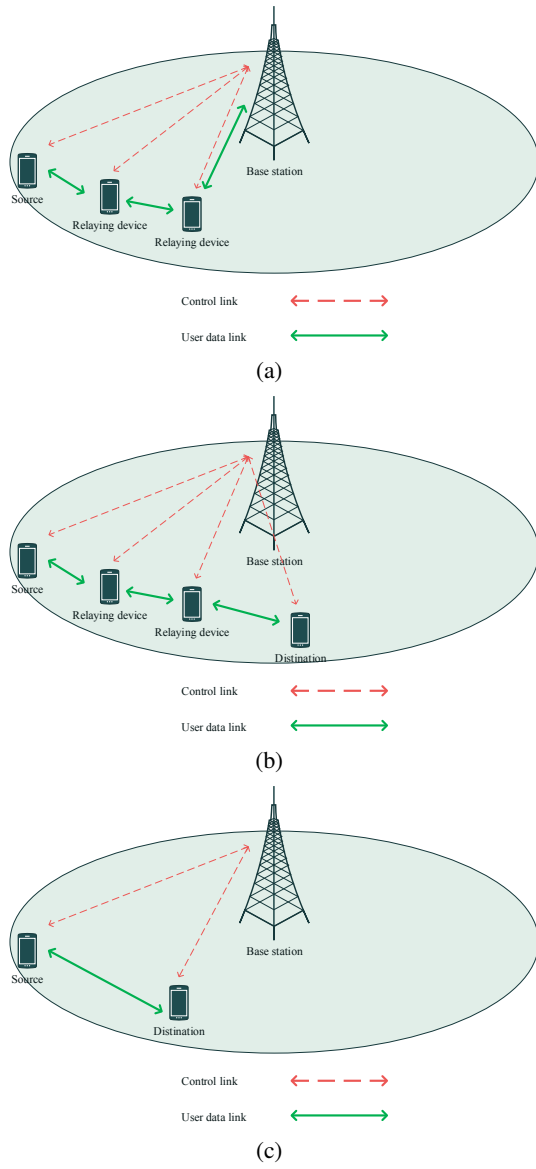 Base station
Source
Relaying device
Relaying device
Control link
User data link
(a)
Base station
Source
Relaying device
Relaying device
Distination
Control link
User data link
(b)
Base station
Source
Distination
Control link
User data link
(c)